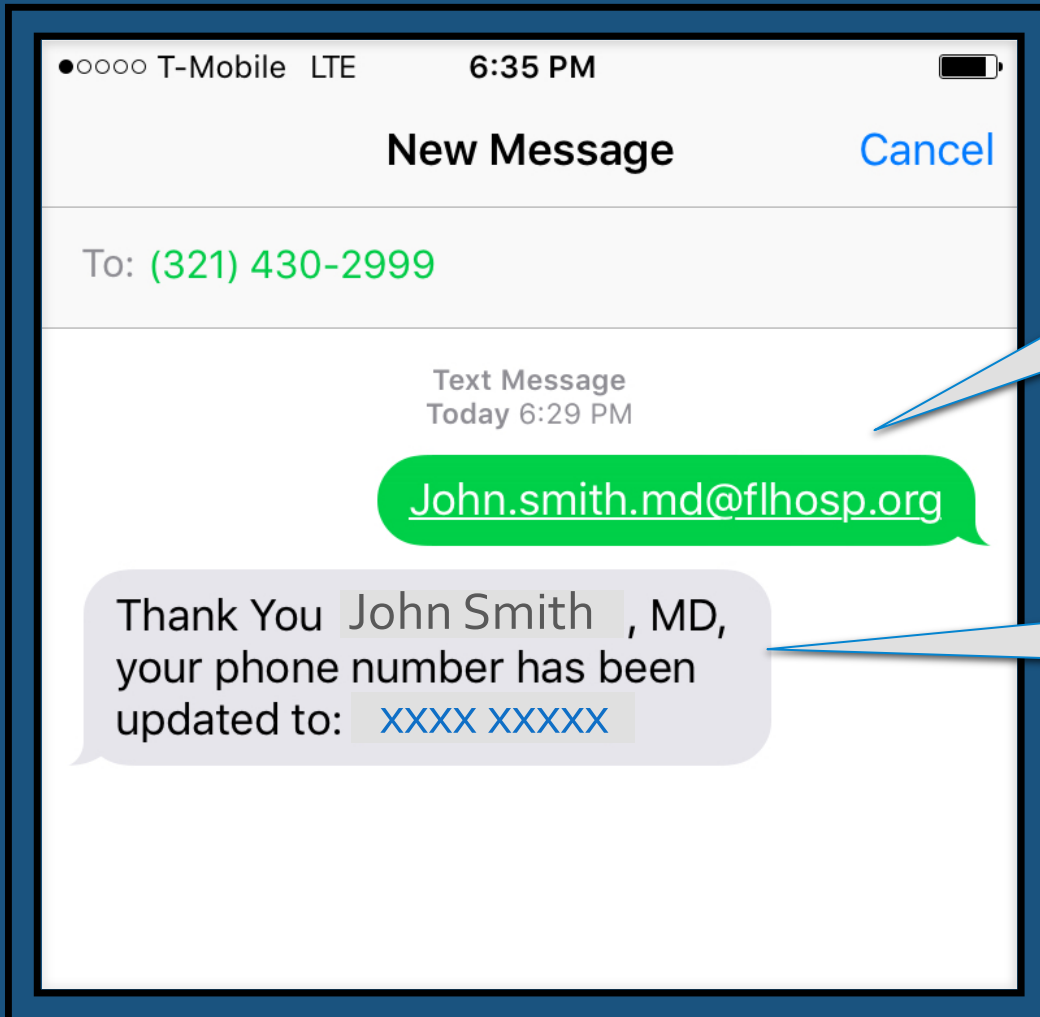 T-Mobile LTE 6:35 PM
New Message Cancel
To: (321) 430-2999
Text Message
Today 6:29 PM
John.smith.md@flhosp.org
Thank You John Smith , MD,
your phone number has been
updated to: XXXX XXXXX